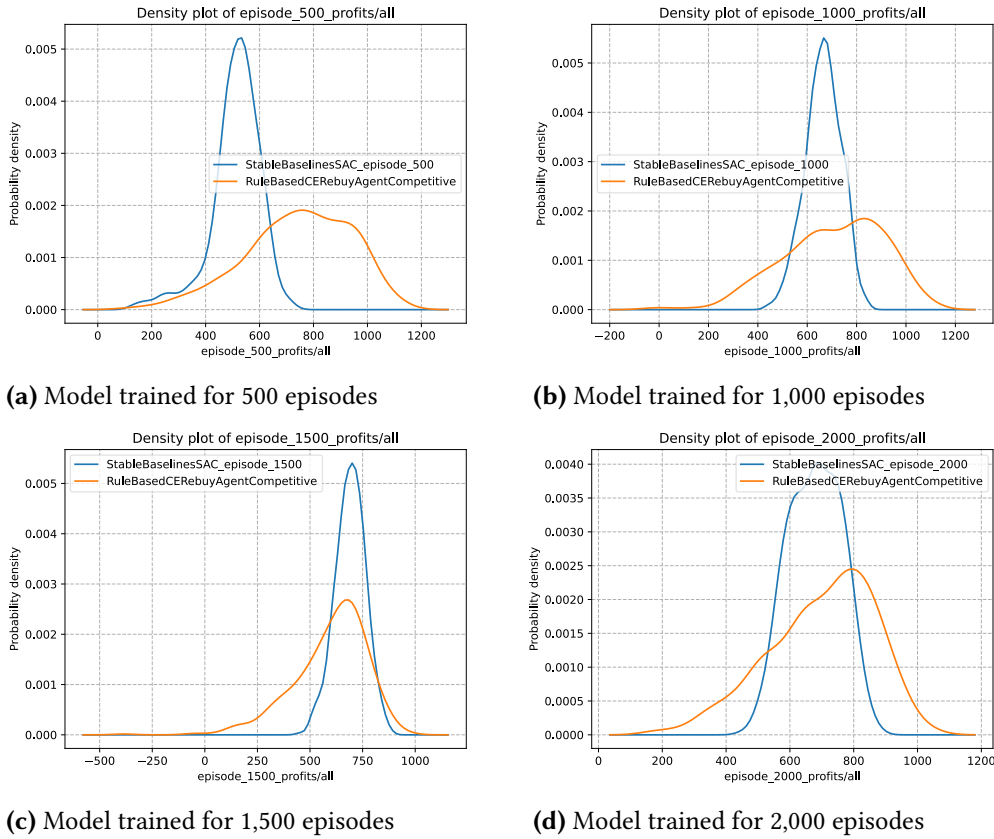 Density plot of episode_500_profits/all
Probability density
0.005
0.004
0.003
0.002
0.001
0.000
StableBaselinesSAC_episode_500
RuleBasedCERebuyAgentCompetitive
0 200 400 600 800 1000 1200
episode_500_profits/all
(a) Model trained for 500 episodes
Density plot of episode_1000_profits/all
Probability density
0.005
0.004
0.003
0.002
0.001
0.000
StableBaselinesSAC_episode_1000
RuleBasedCERebuyAgentCompetitive
−200 0 200 400 600 800 1000 1200
episode_1000_profits/all
(b) Model trained for 1,000 episodes
Density plot of episode_1500_profits/all
Probability density
0.005
0.004
0.003
0.002
0.001
0.000
StableBaselinesSAC_episode_1500
RuleBasedCERebuyAgentCompetitive
−500 −250 0 250 500 750 1000
episode_1500_profits/all
(c) Model trained for 1,500 episodes
Density plot of episode_2000_profits/all
Probability density
0.0040
0.0035
0.0030
0.0025
0.0020
0.0015
0.0010
0.0005
0.0000
StableBaselinesSAC_episode_2000
RuleBasedCERebuyAgentCompetitive
0 200 400 600 800 1000 1200
episode_2000_profits/all
(d) Model trained for 2,000 episodes